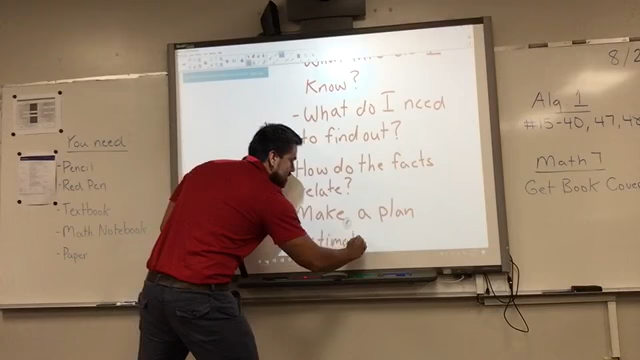 You need
- Pencil
- Red Pen
- Textbook
- Math Notebook
- Paper
Know?
- What do I need
to find out?
How do the facts
relate?
Make a plan
8/2
Alg. 1
#15-40, 47, 48
Math 7
Get Book Cove